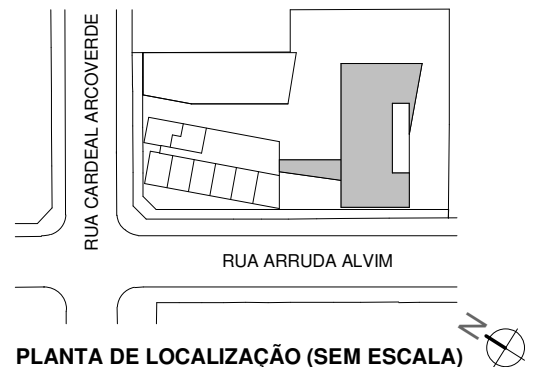 RUA CARDEAL ARCOVERDE
RUA ARRUDA ALVIM
PLANTA DE LOCALIZAÇÃO (SEM ESCALA)
N